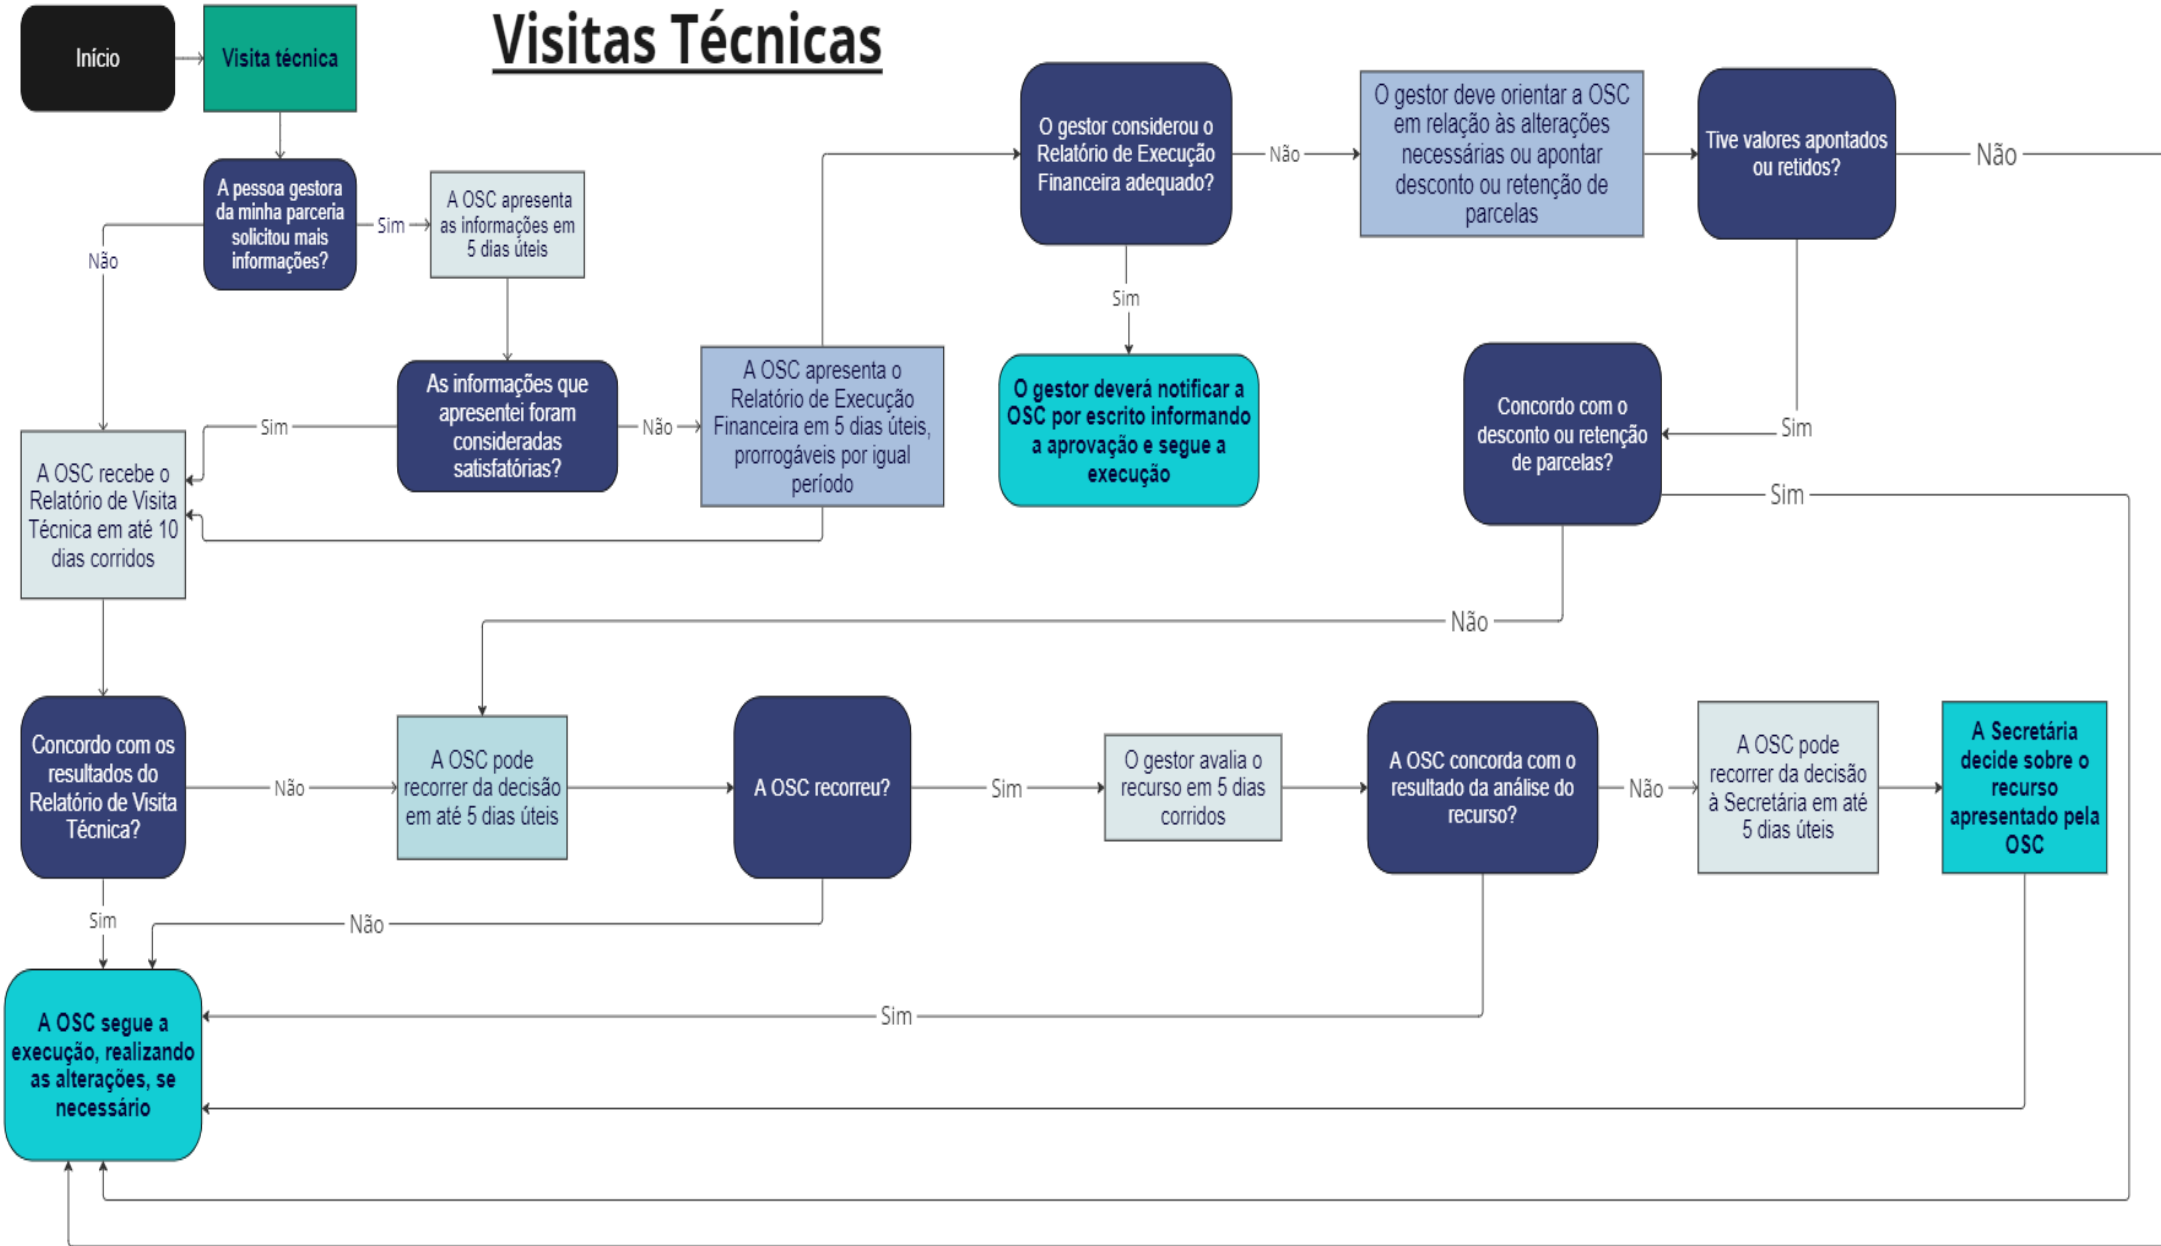 Visitas Técnicas
Início
Visita técnica
A pessoa gestora
da minha parceria
solicitou mais
informações?
Sim
Não
A OSC apresenta
as informações em
5 dias úteis
As informações que
apresentei foram
consideradas
satisfatórias?
Sim
Não
A OSC apresenta o
Relatório de Execução
Financeira em 5 dias úteis,
prorrogáveis por igual
período
O gestor considerou o
Relatório de Execução
Financeira adequado?
Não
Sim
O gestor deverá notificar a
OSC por escrito informando
a aprovação e segue a
execução
O gestor deve orientar a OSC
em relação às alterações
necessárias ou apontar
desconto ou retenção de
parcelas
Tive valores apontados
ou retidos?
Não
Sim
Concordo com o
desconto ou retenção
de parcelas?
Sim
Não
A OSC recebe o
Relatório de Visita
Técnica em até 10
dias corridos
Concordo com os
resultados do
Relatório de Visita
Técnica?
Não
Sim
A OSC pode
recorrer da decisão
em até 5 dias úteis
A OSC recorreu?
Sim
Não
O gestor avalia o
recurso em 5 dias
corridos
A OSC concorda com o
resultado da análise do
recurso?
Não
Sim
A OSC pode
recorrer da decisão
à Secretária em até
5 dias úteis
A Secretária
decide sobre o
recurso
apresentado pela
OSC
A OSC segue a
execução, realizando
as alterações, se
necessário